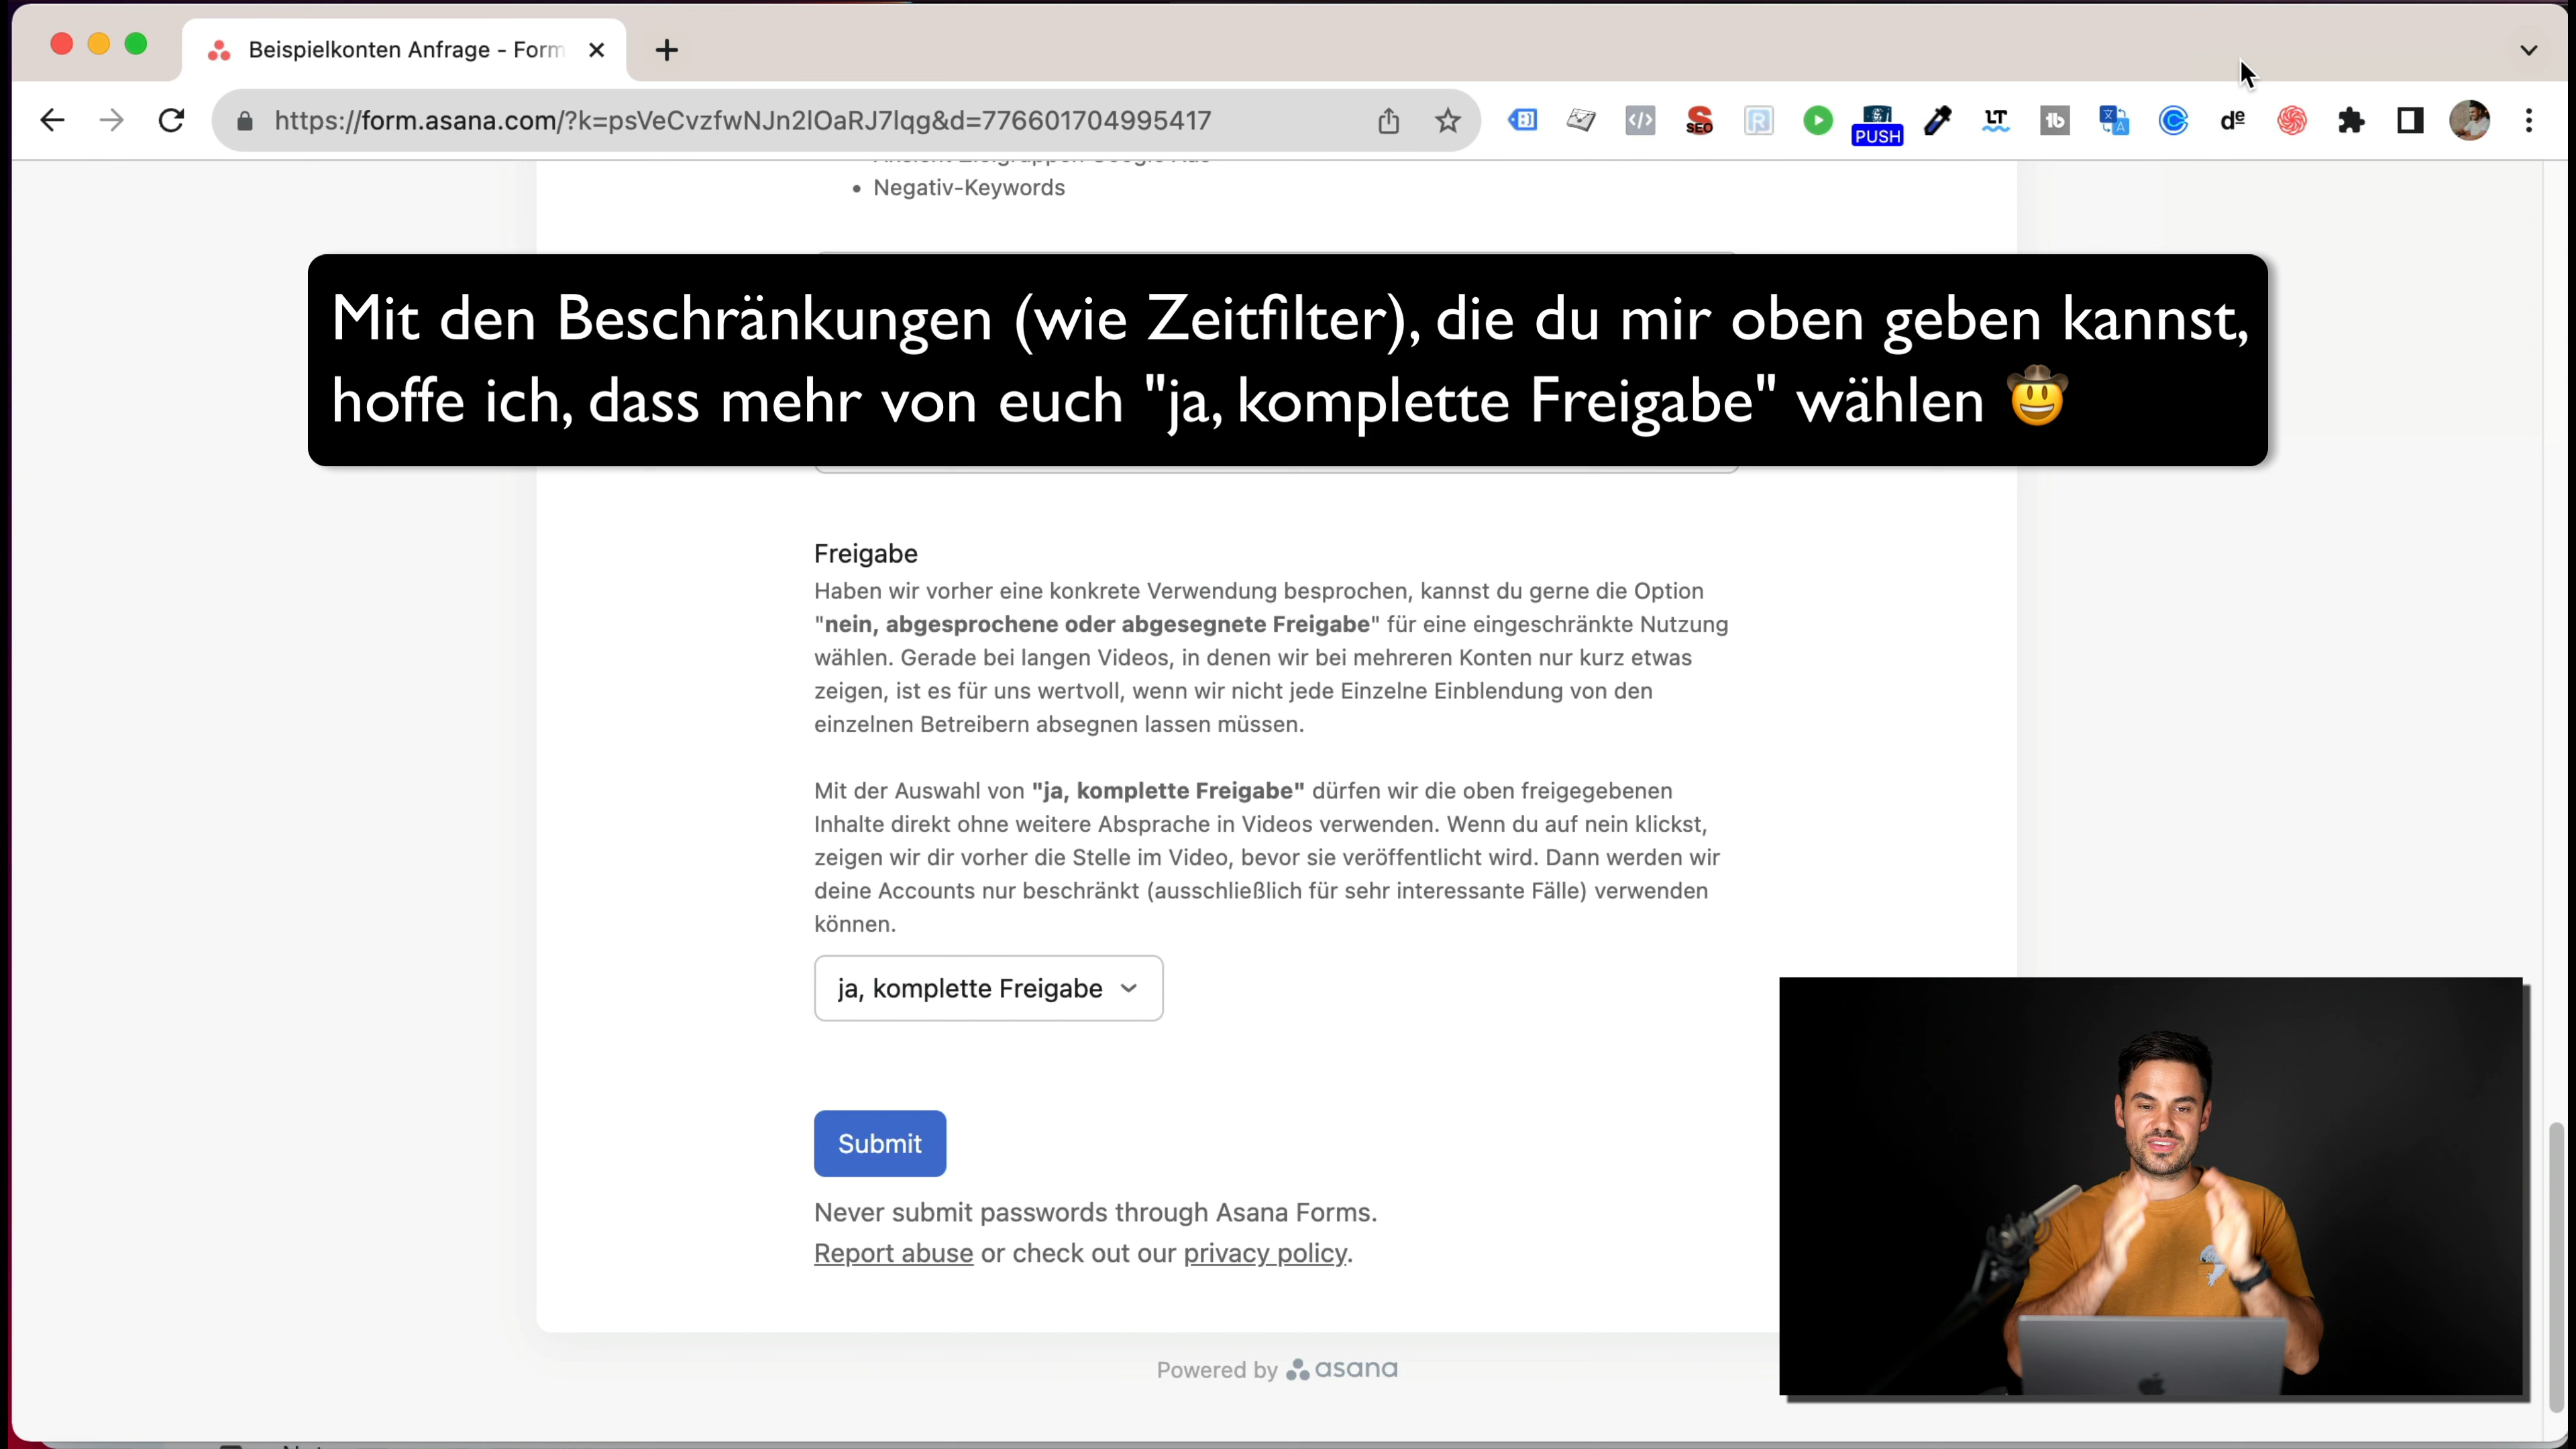 Beispielkonten Anfrage - Form
https://form.asana.com/?k=psVeCvzfwNJn2lOaRJ7lqg&d=776601704995417
SEO
PUSH
LT
de
• Negativ-Keywords
Mit den Beschränkungen (wie Zeitfilter), die du mir oben geben kannst,
hoffe ich, dass mehr von euch "ja, komplette Freigabe" wählen 🤠
Freigabe
Haben wir vorher eine konkrete Verwendung besprochen, kannst du gerne die Option
"nein, abgesprochene oder abgesegnete Freigabe" für eine eingeschränkte Nutzung
wählen. Gerade bei langen Videos, in denen wir bei mehreren Konten nur kurz etwas
zeigen, ist es für uns wertvoll, wenn wir nicht jede Einzelne Einblendung von den
einzelnen Betreibern absegnen lassen müssen.
Mit der Auswahl von "ja, komplette Freigabe" dürfen wir die oben freigegebenen
Inhalte direkt ohne weitere Absprache in Videos verwenden. Wenn du auf nein klickst,
zeigen wir dir vorher die Stelle im Video, bevor sie veröffentlicht wird. Dann werden wir
deine Accounts nur beschränkt (ausschließlich für sehr interessante Fälle) verwenden
können.
ja, komplette Freigabe
Submit
Never submit passwords through Asana Forms.
Report abuse or check out our privacy policy.
Powered by asana